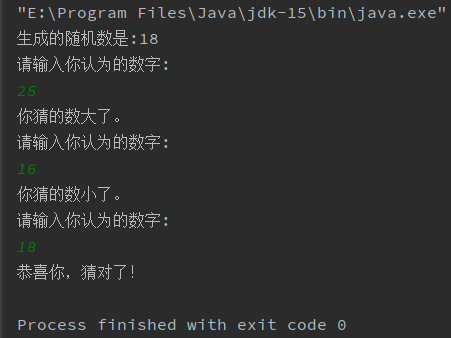 "E:\Program Files\Java\jdk-15\bin\java.exe"
生成的随机数是:18
请输入你认为的数字:
25
你猜的数大了。
请输入你认为的数字:
16
你猜的数小了。
请输入你认为的数字:
18
恭喜你，猜对了!
Process finished with exit code 0